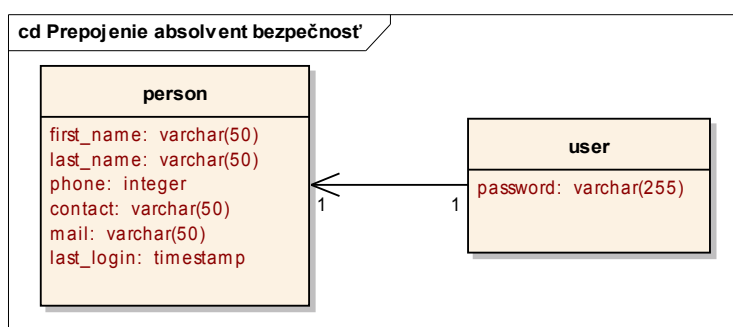 cd Prepojenie absolvent bezpečnosť
person
first_name: varchar(50)
last_name: varchar(50)
phone: integer
contact: varchar(50)
mail: varchar(50)
last_login: timestamp
1
1
user
password: varchar(255)